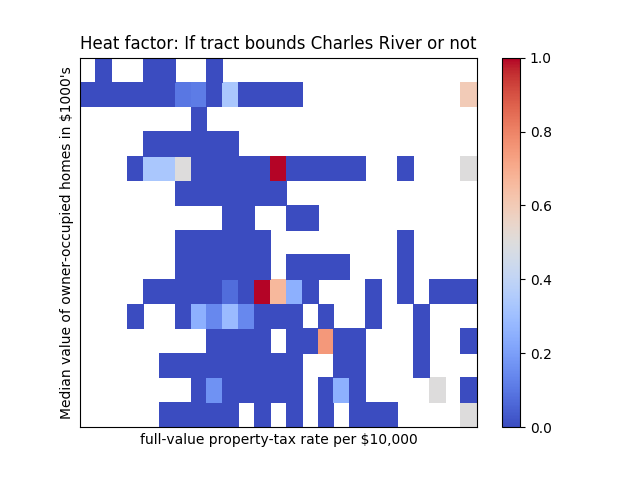 Heat factor: If tract bounds Charles River or not
Median value of owner-occupied homes in $1000's
full-value property-tax rate per $10,000
1.0
0.8
0.6
0.4
0.2
0.0